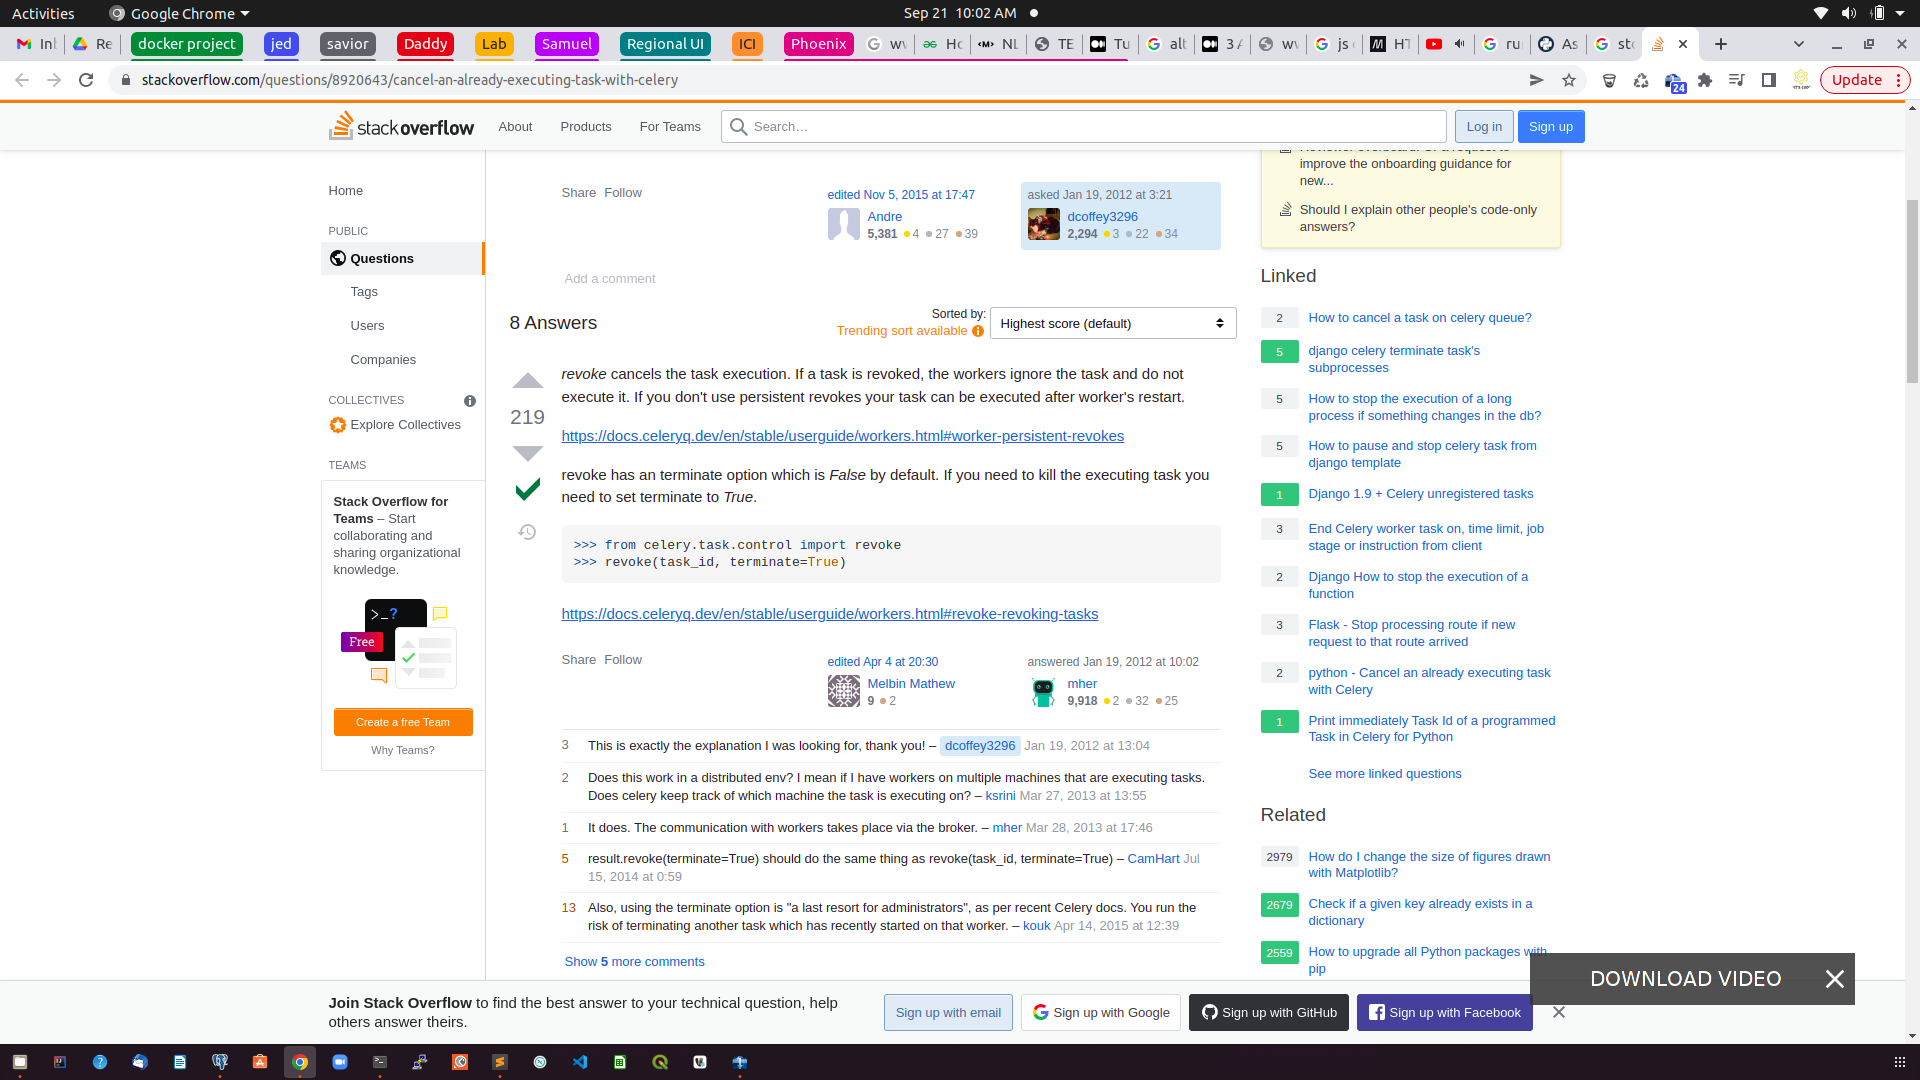 Activities
Google Chrome
Sep 21 10:02 AM
docker project
jed
savior
Daddy
Lab
Samuel
Regional UI
ICI
Phoenix
stackoverflow.com/questions/8920643/cancel-an-already-executing-task-with-celery
24
Update
stackoverflow
About
Products
For Teams
Search…
Log in
Sign up
Home
PUBLIC
Questions
Tags
Users
Companies
COLLECTIVES
Explore Collectives
TEAMS
Stack Overflow for
Teams – Start
collaborating and
sharing organizational
knowledge.
>_?
Free
Create a free Team
Why Teams?
Share Follow
edited Nov 5, 2015 at 17:47
Andre
5,381 4 27 39
asked Jan 19, 2012 at 3:21
dcoffey3296
2,294 3 22 34
Add a comment
8 Answers
Sorted by:
Trending sort available
Highest score (default)
219
revoke cancels the task execution. If a task is revoked, the workers ignore the task and do not
execute it. If you don't use persistent revokes your task can be executed after worker's restart.
https://docs.celeryq.dev/en/stable/userguide/workers.html#worker-persistent-revokes
revoke has an terminate option which is False by default. If you need to kill the executing task you
need to set terminate to True.
>>> from celery.task.control import revoke
>>> revoke(task_id, terminate=True)
https://docs.celeryq.dev/en/stable/userguide/workers.html#revoke-revoking-tasks
Share Follow
edited Apr 4 at 20:30
Melbin Mathew
9 2
answered Jan 19, 2012 at 10:02
mher
9,918 2 32 25
3 This is exactly the explanation I was looking for, thank you! – dcoffey3296 Jan 19, 2012 at 13:04
2 Does this work in a distributed env? I mean if I have workers on multiple machines that are executing tasks.
Does celery keep track of which machine the task is executing on? – ksrini Mar 27, 2013 at 13:55
1 It does. The communication with workers takes place via the broker. – mher Mar 28, 2013 at 17:46
5 result.revoke(terminate=True) should do the same thing as revoke(task_id, terminate=True) – CamHart Jul
15, 2014 at 0:59
13 Also, using the terminate option is "a last resort for administrators", as per recent Celery docs. You run the
risk of terminating another task which has recently started on that worker. – kouk Apr 14, 2015 at 12:39
Show 5 more comments
improve the onboarding guidance for
new...
Should I explain other people's code-only
answers?
Linked
2 How to cancel a task on celery queue?
5 django celery terminate task's
subprocesses
5 How to stop the execution of a long
process if something changes in the db?
5 How to pause and stop celery task from
django template
1 Django 1.9 + Celery unregistered tasks
3 End Celery worker task on, time limit, job
stage or instruction from client
2 Django How to stop the execution of a
function
3 Flask - Stop processing route if new
request to that route arrived
2 python - Cancel an already executing task
with Celery
1 Print immediately Task Id of a programmed
Task in Celery for Python
See more linked questions
Related
2979 How do I change the size of figures drawn
with Matplotlib?
2679 Check if a given key already exists in a
dictionary
2559 How to upgrade all Python packages with
pip
DOWNLOAD VIDEO
Join Stack Overflow to find the best answer to your technical question, help
others answer theirs.
Sign up with email
Sign up with Google
Sign up with GitHub
Sign up with Facebook